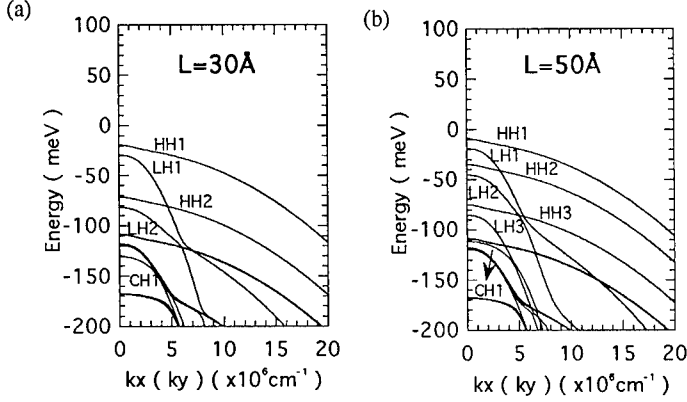 (a)
100
50
0
-50
-100
-150
-200
Energy ( meV )
L=30Å
HH1
LH1
HH2
LH2
CH1
0 5 10 15 20
kx ( ky ) ( x10⁶cm⁻¹ )
(b)
100
50
0
-50
-100
-150
-200
Energy ( meV )
L=50Å
HH1
LH1
HH2
LH2
HH3
LH3
CH1
0 5 10 15 20
kx ( ky ) ( x10⁶cm⁻¹ )